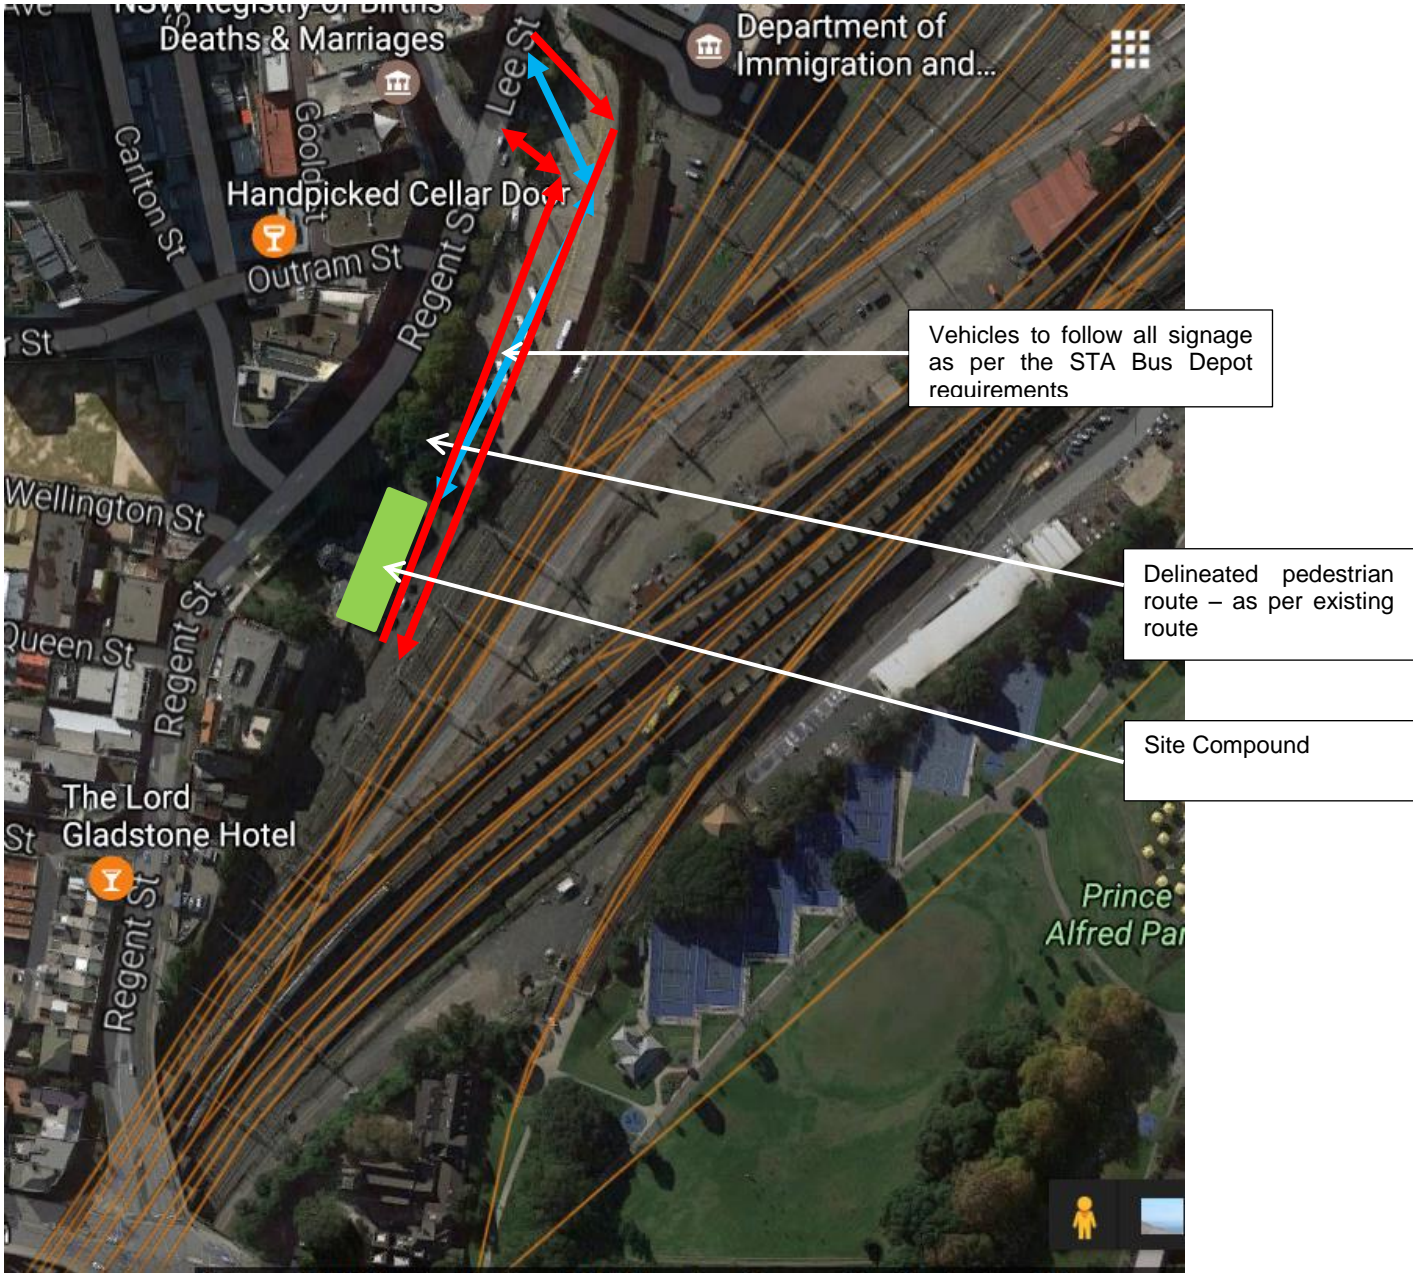 Ave
NSW Registry of Births
Deaths & Marriages
Department of
Immigration and...
Lee St
Goold St
Carlton St
Handpicked Cellar Door
Outram St
Regent S
r St
Vehicles to follow all signage
as per the STA Bus Depot
requirements
Wellington St
Delineated pedestrian
route – as per existing
route
Queen St
Regent St
Site Compound
The Lord
Gladstone Hotel
St
Regent St
Prince
Alfred Par